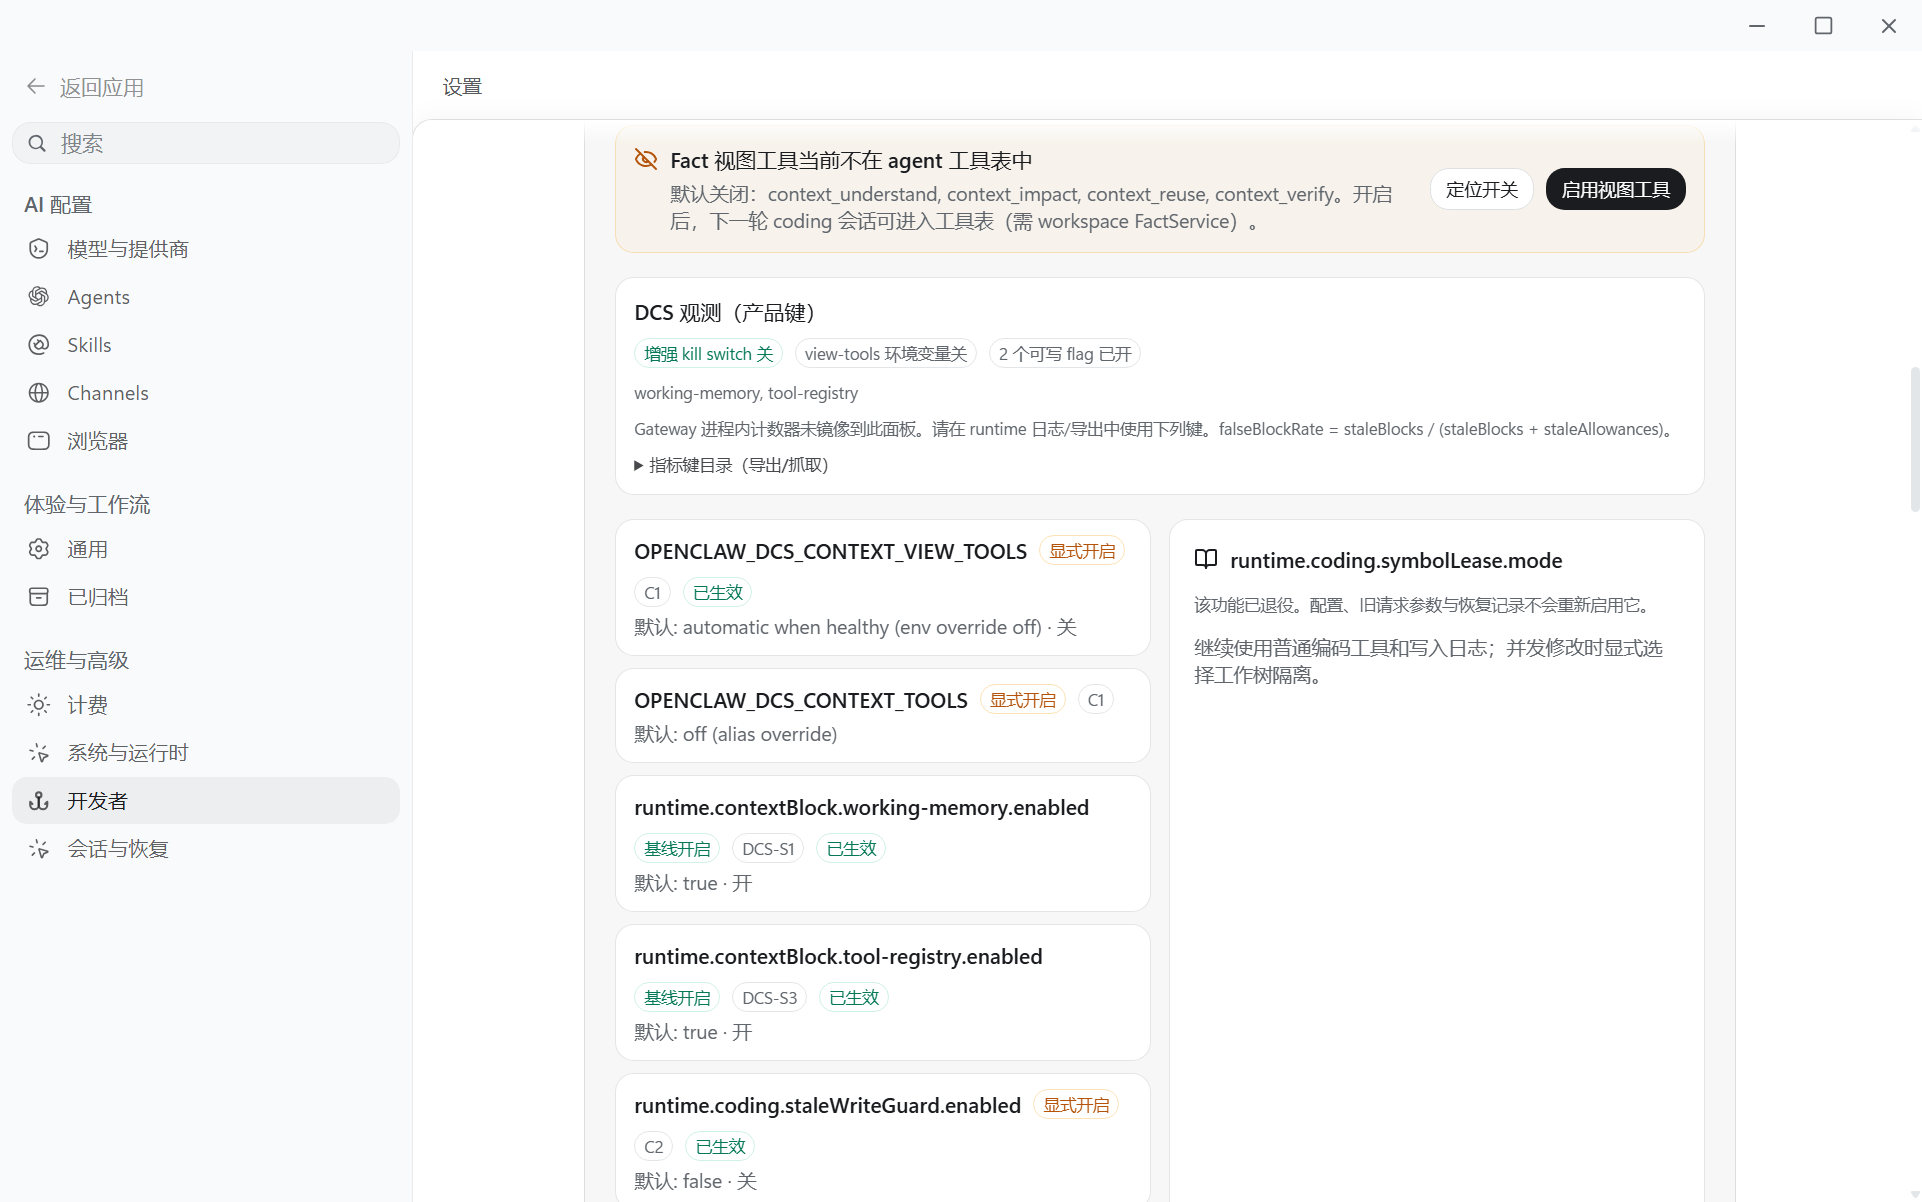 返回应用
搜索
AI 配置
模型与提供商
Agents
Skills
Channels
浏览器
体验与工作流
通用
已归档
运维与高级
计费
系统与运行时
开发者
会话与恢复
设置
Fact 视图工具当前不在 agent 工具表中
默认关闭：context_understand, context_impact, context_reuse, context_verify。开启
后，下一轮 coding 会话可进入工具表（需 workspace FactService）。
定位开关
启用视图工具
DCS 观测（产品键）
增强 kill switch 关
view-tools 环境变量关
2 个可写 flag 已开
working-memory, tool-registry
Gateway 进程内计数器未镜像到此面板。请在 runtime 日志/导出中使用下列键。falseBlockRate = staleBlocks / (staleBlocks + staleAllowances)。
指标键目录（导出/抓取）
OPENCLAW_DCS_CONTEXT_VIEW_TOOLS 显式开启
C1 已生效
默认: automatic when healthy (env override off) · 关
OPENCLAW_DCS_CONTEXT_TOOLS 显式开启 C1
默认: off (alias override)
runtime.contextBlock.working-memory.enabled
基线开启 DCS-S1 已生效
默认: true · 开
runtime.contextBlock.tool-registry.enabled
基线开启 DCS-S3 已生效
默认: true · 开
runtime.coding.staleWriteGuard.enabled 显式开启
C2 已生效
默认: false · 关
runtime.coding.symbolLease.mode
该功能已退役。配置、旧请求参数与恢复记录不会重新启用它。
继续使用普通编码工具和写入日志；并发修改时显式选
择工作树隔离。